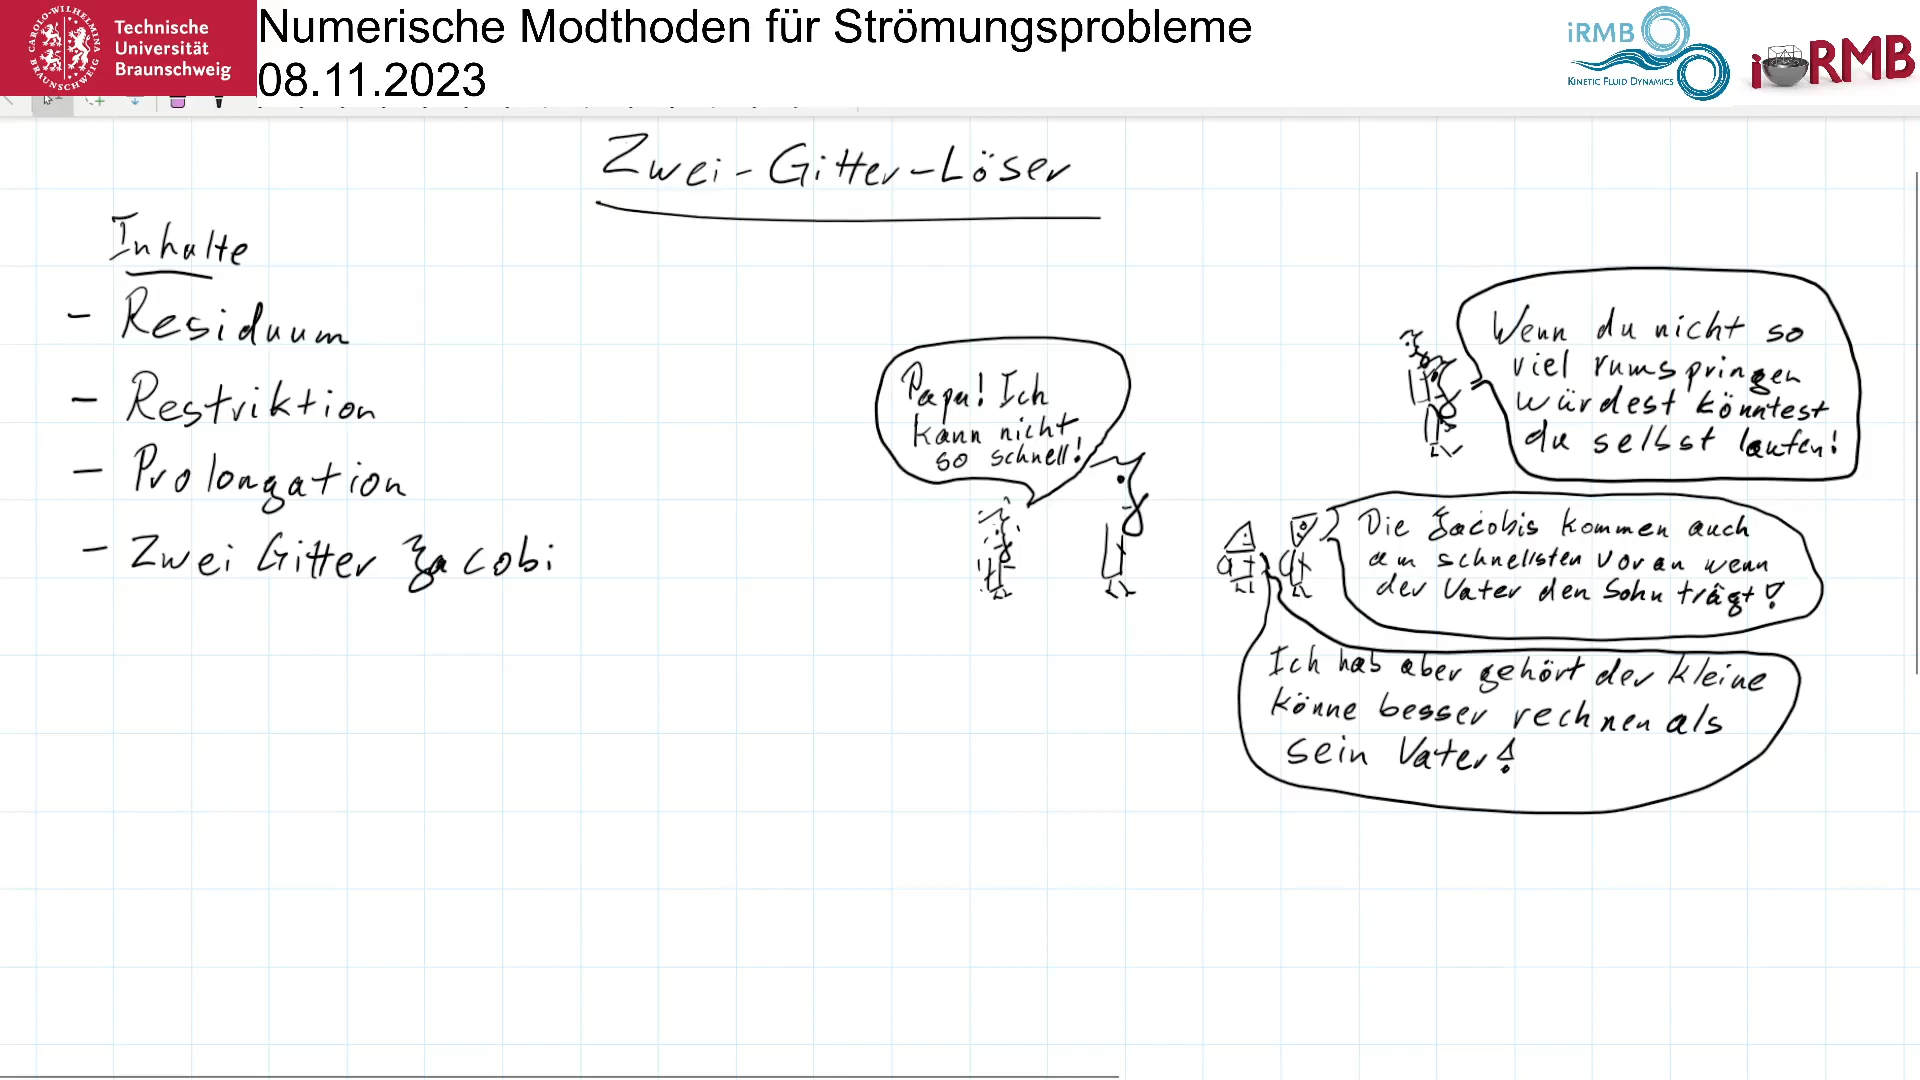 Technische
Universität
Braunschweig
CAROLO-WILHELMINA
BRAUNSCHWEIG
Numerische Modthoden für Strömungsprobleme
08.11.2023
iRMB
KINETIC FLUID DYNAMICS
iRMB
Zwei-Gitter-Löser
Inhalte
- Residuum
- Restriktion
- Prolongation
- Zwei Gitter Jacobi
Papa! Ich
kann nicht
so schnell!
Wenn du nicht so
viel rumspringen
würdest könntest
du selbst laufen!
Die Jacobis kommen auch
am schnellsten voran wenn
der Vater den Sohn trägt!
Ich hab aber gehört der kleine
könne besser rechnen als
sein Vater!